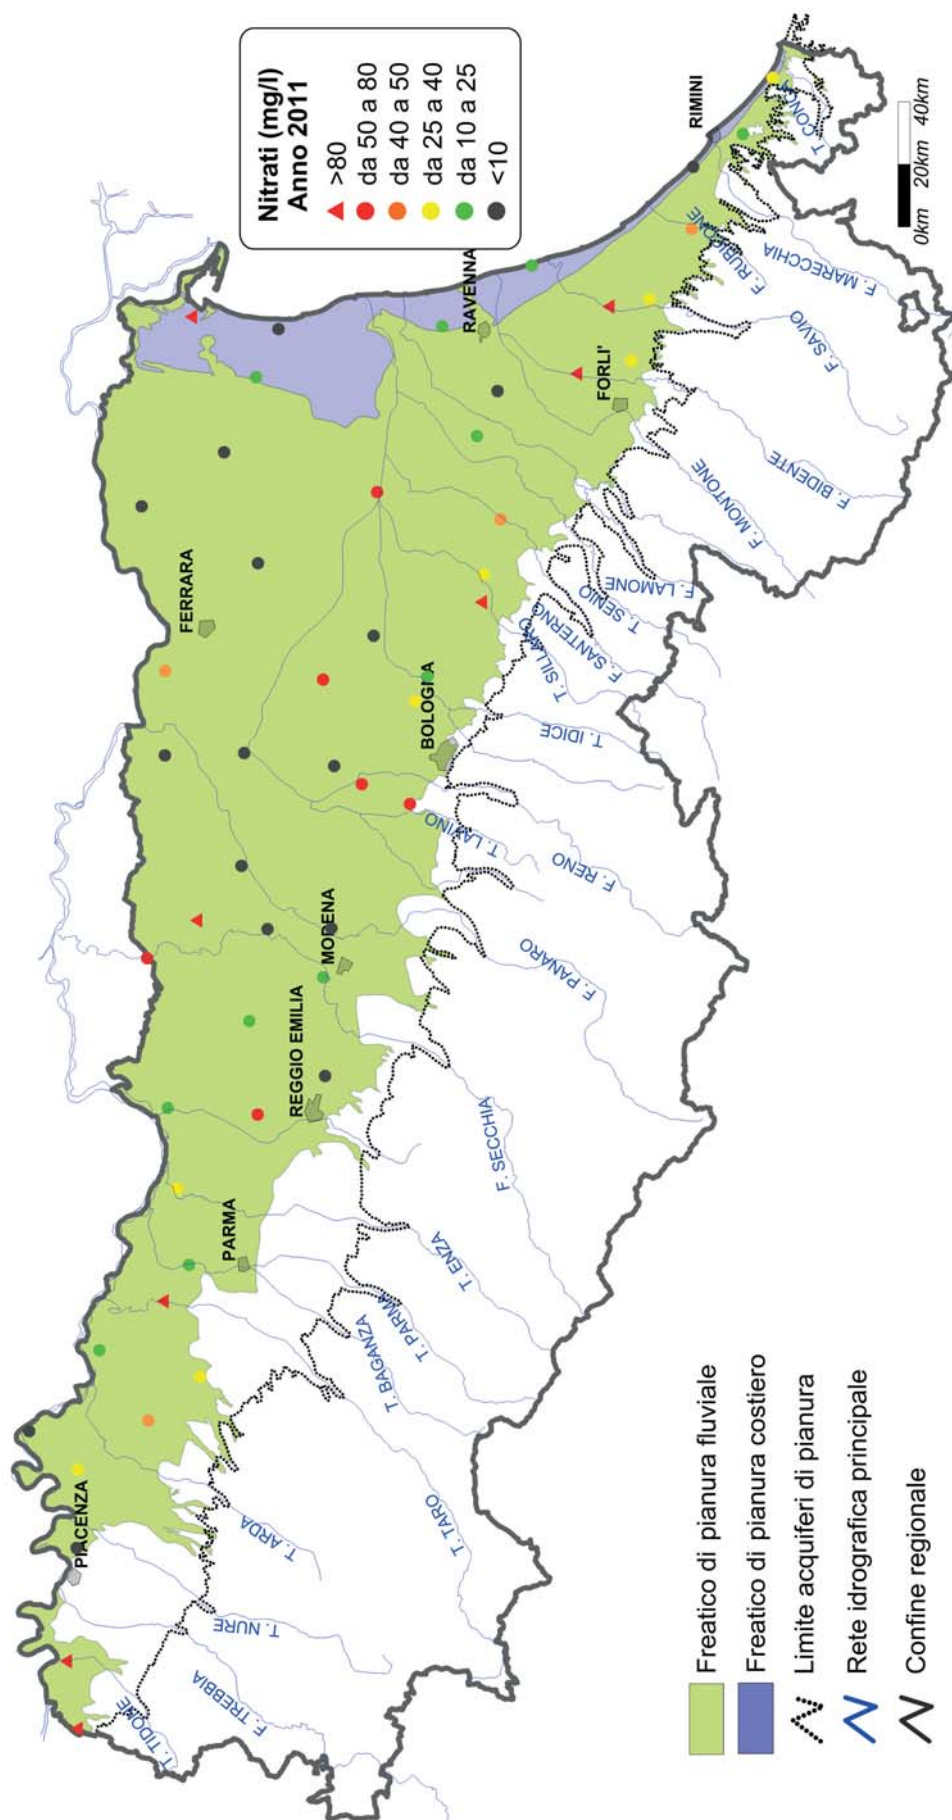 Nitrati (mg/l)
Anno 2011
>80
da 50 a 80
da 40 a 50
da 25 a 40
da 10 a 25
<10
PIACENZA
PARMA
REGGIO EMILIA
MODENA
BOLOGNA
FERRARA
RAVENNA
FORLI'
RIMINI
T. TIDONE
F. TREBBIA
T. NURE
T. ARDA
T. TARO
T. BAGANZA
T. PARMA
T. ENZA
F. SECCHIA
F. PANARO
T. LAVINO
F. RENO
T. IDICE
T. SILLARO
F. SANTERNO
T. SENIO
F. LAMONE
F. MONTONE
F. BIDENTE
F. SAVIO
F. RUBICONE
F. MARECCHIA
T. CONCA
0km
20km
40km
Freatico di pianura fluviale
Freatico di pianura costiero
Limite acquiferi di pianura
Rete idrografica principale
Confine regionale